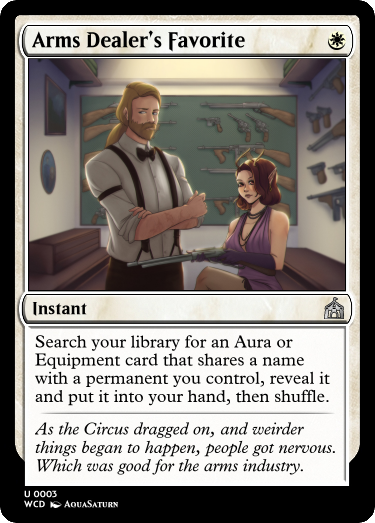 Arms Dealer's Favorite
Instant
Search your library for an Aura or
Equipment card that shares a name
with a permanent you control, reveal it
and put it into your hand, then shuffle.
As the Circus dragged on, and weirder
things began to happen, people got nervous.
Which was good for the arms industry.
U 0003
WCD AquaSaturn